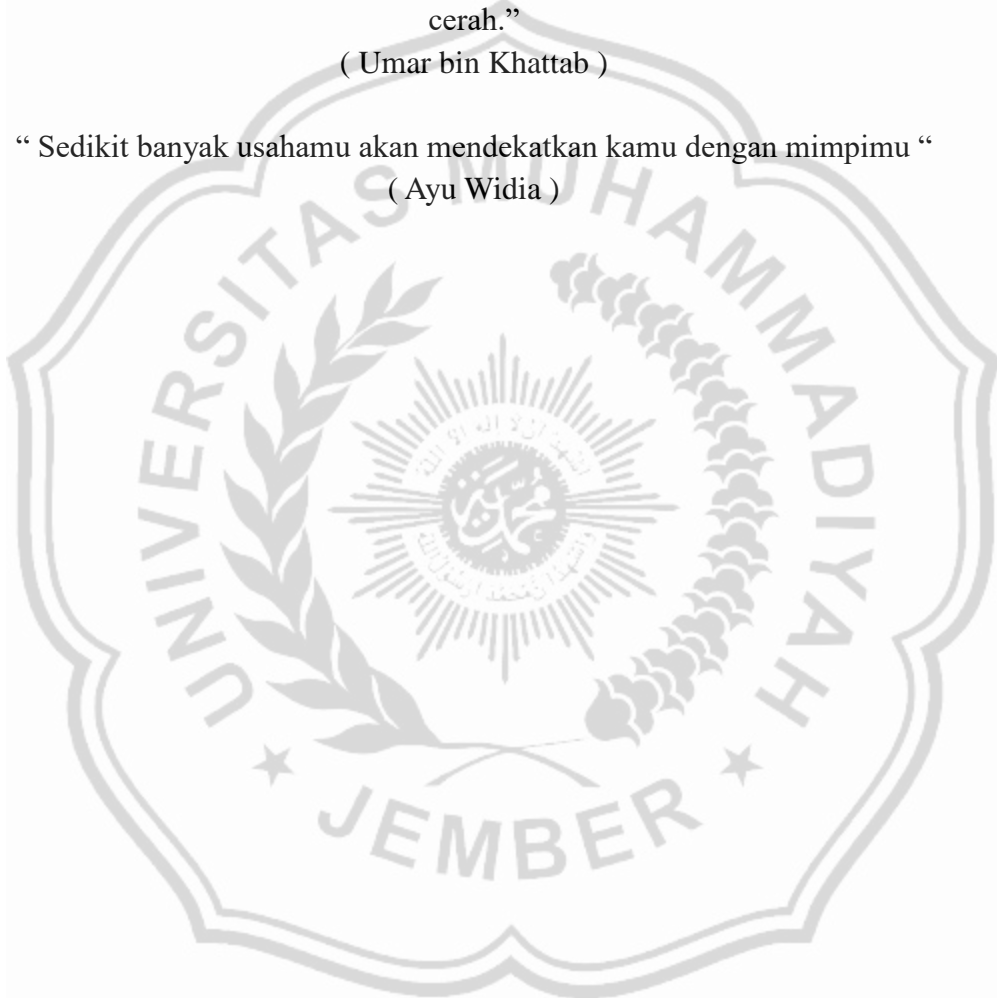 cerah.”
( Umar bin Khattab )
“ Sedikit banyak usahamu akan mendekatkan kamu dengan mimpimu “
( Ayu Widia )
UNIVERSITAS MUHAMMADIYAH
JEMBER